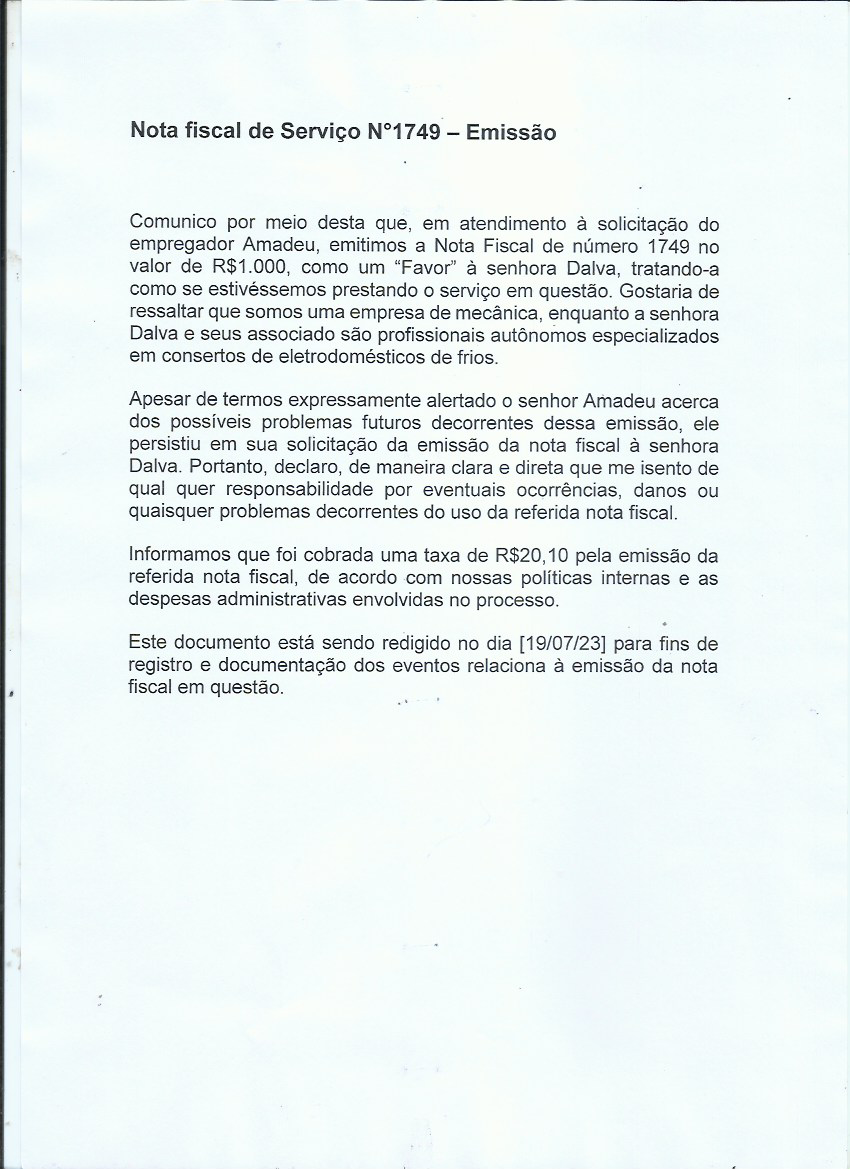 Nota fiscal de Serviço N°1749 – Emissão
Comunico por meio desta que, em atendimento à solicitação do
empregador Amadeu, emitimos a Nota Fiscal de número 1749 no
valor de R$1.000, como um “Favor” à senhora Dalva, tratando-a
como se estivéssemos prestando o serviço em questão. Gostaria de
ressaltar que somos uma empresa de mecânica, enquanto a senhora
Dalva e seus associado são profissionais autônomos especializados
em consertos de eletrodomésticos de frios.
Apesar de termos expressamente alertado o senhor Amadeu acerca
dos possíveis problemas futuros decorrentes dessa emissão, ele
persistiu em sua solicitação da emissão da nota fiscal à senhora
Dalva. Portanto, declaro, de maneira clara e direta que me isento de
qual quer responsabilidade por eventuais ocorrências, danos ou
quaisquer problemas decorrentes do uso da referida nota fiscal.
Informamos que foi cobrada uma taxa de R$20,10 pela emissão da
referida nota fiscal, de acordo com nossas políticas internas e as
despesas administrativas envolvidas no processo.
Este documento está sendo redigido no dia [19/07/23] para fins de
registro e documentação dos eventos relaciona à emissão da nota
fiscal em questão.